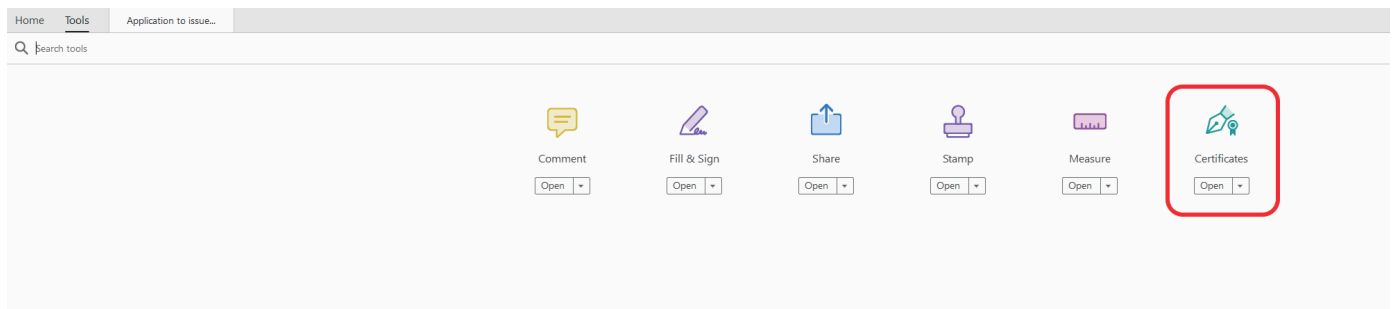 Home Tools Application to issue...
Search tools
Comment Fill & Sign Share Stamp Measure Certificates
Open Open Open Open Open Open